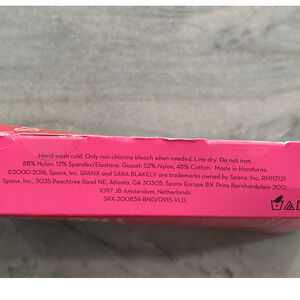 Hand wash cold. Only non-chlorine bleach when needed. Line dry. Do not iron.
88% Nylon, 12% Spandex/Elastane. Gusset: 52% Nylon, 48% Cotton. Made in Honduras.
©2000-2016, Spanx, Inc. SPANX and SARA BLAKELY are trademarks owned by Spanx, Inc. RN112121
Spanx, Inc., 3035 Peachtree Road NE, Atlanta, GA 30305. Spanx Europe B.V. Prins Bernhardplein 200,
1097 JB Amsterdam, Netherlands
SPX-200839-BND/0915-VLD